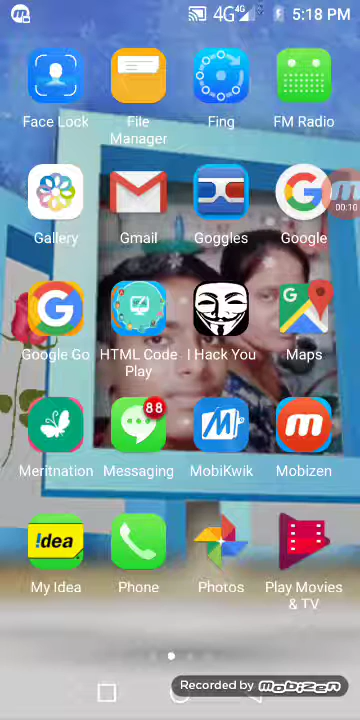 4G 4G 5:18 PM
Face Lock
File Manager
Fing
FM Radio
Gallery
Gmail
Goggles
Google
00:10
Google Go
HTML Code Play
I Hack You
Maps
88
Meritnation
Messaging
MobiKwik
Mobizen
!dea
My Idea
Phone
Photos
Play Movies & TV
Recorded by mobizen